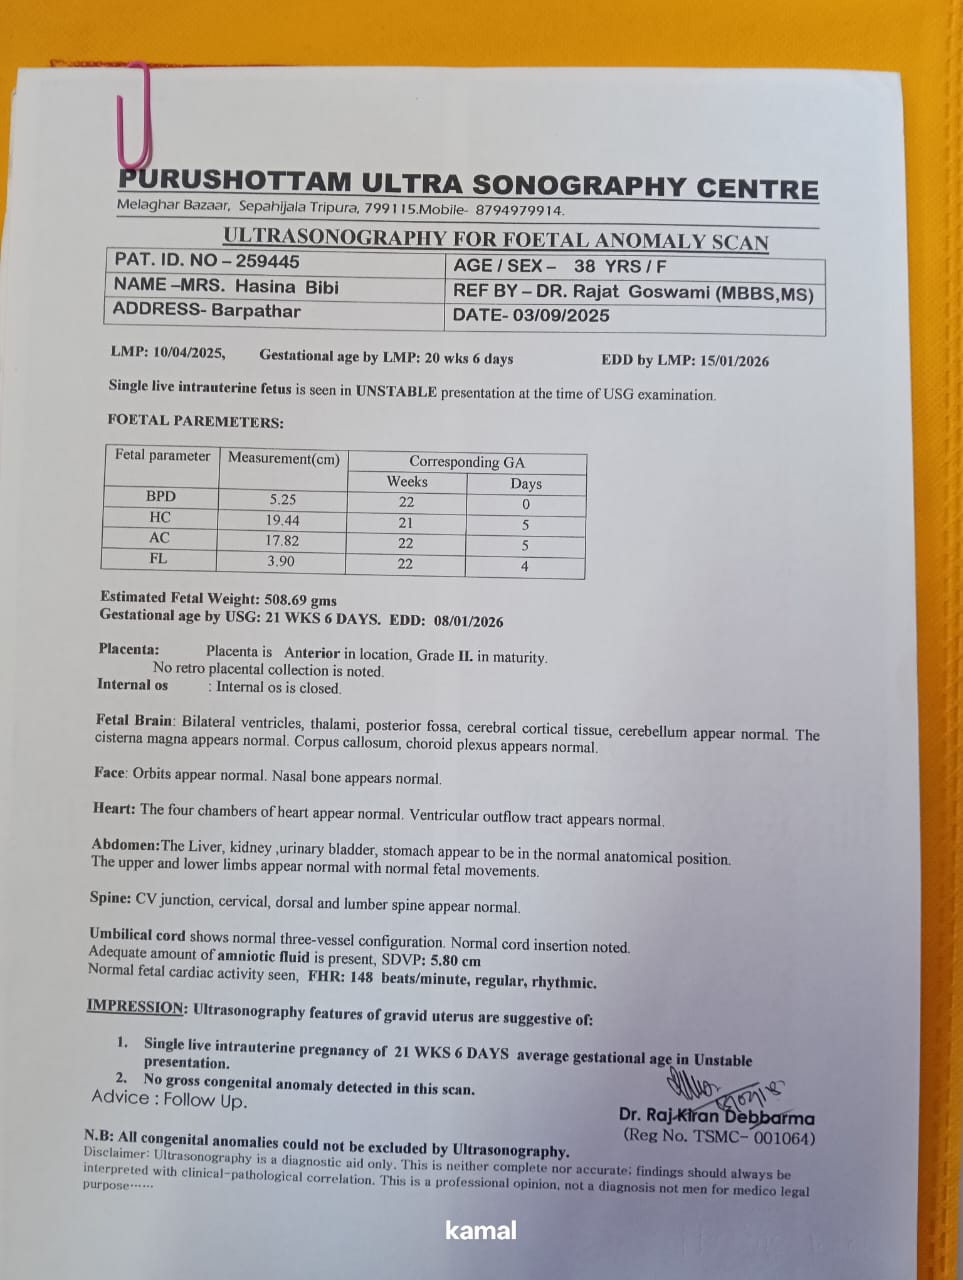 PURUSHOTTAM ULTRA SONOGRAPHY CENTRE
Melaghar Bazaar, Sepahijala Tripura, 799115.Mobile- 8794979914.
ULTRASONOGRAPHY FOR FOETAL ANOMALY SCAN
PAT. ID. NO – 259445 AGE / SEX – 38 YRS / F
NAME –MRS. Hasina Bibi REF BY – DR. Rajat Goswami (MBBS,MS)
ADDRESS- Barpathar DATE- 03/09/2025
LMP: 10/04/2025, Gestational age by LMP: 20 wks 6 days EDD by LMP: 15/01/2026
Single live intrauterine fetus is seen in UNSTABLE presentation at the time of USG examination.
FOETAL PAREMETERS:
Fetal parameter Measurement(cm) Corresponding GA
Weeks Days
BPD 5.25 22 0
HC 19.44 21 5
AC 17.82 22 5
FL 3.90 22 4
Estimated Fetal Weight: 508.69 gms
Gestational age by USG: 21 WKS 6 DAYS. EDD: 08/01/2026
Placenta: Placenta is Anterior in location, Grade II. in maturity.
No retro placental collection is noted.
Internal os : Internal os is closed.
Fetal Brain: Bilateral ventricles, thalami, posterior fossa, cerebral cortical tissue, cerebellum appear normal. The
cisterna magna appears normal. Corpus callosum, choroid plexus appears normal.
Face: Orbits appear normal. Nasal bone appears normal.
Heart: The four chambers of heart appear normal. Ventricular outflow tract appears normal.
Abdomen:The Liver, kidney ,urinary bladder, stomach appear to be in the normal anatomical position.
The upper and lower limbs appear normal with normal fetal movements.
Spine: CV junction, cervical, dorsal and lumber spine appear normal.
Umbilical cord shows normal three-vessel configuration. Normal cord insertion noted.
Adequate amount of amniotic fluid is present, SDVP: 5.80 cm
Normal fetal cardiac activity seen, FHR: 148 beats/minute, regular, rhythmic.
IMPRESSION: Ultrasonography features of gravid uterus are suggestive of:
1. Single live intrauterine pregnancy of 21 WKS 6 DAYS average gestational age in Unstable
presentation.
2. No gross congenital anomaly detected in this scan.
Advice : Follow Up.
Dr. Raj Kiran Debbarma
(Reg No. TSMC- 001064)
N.B: All congenital anomalies could not be excluded by Ultrasonography.
Disclaimer: Ultrasonography is a diagnostic aid only. This is neither complete nor accurate; findings should always be
interpreted with clinical-pathological correlation. This is a professional opinion, not a diagnosis not men for medico legal
purpose······
kamal